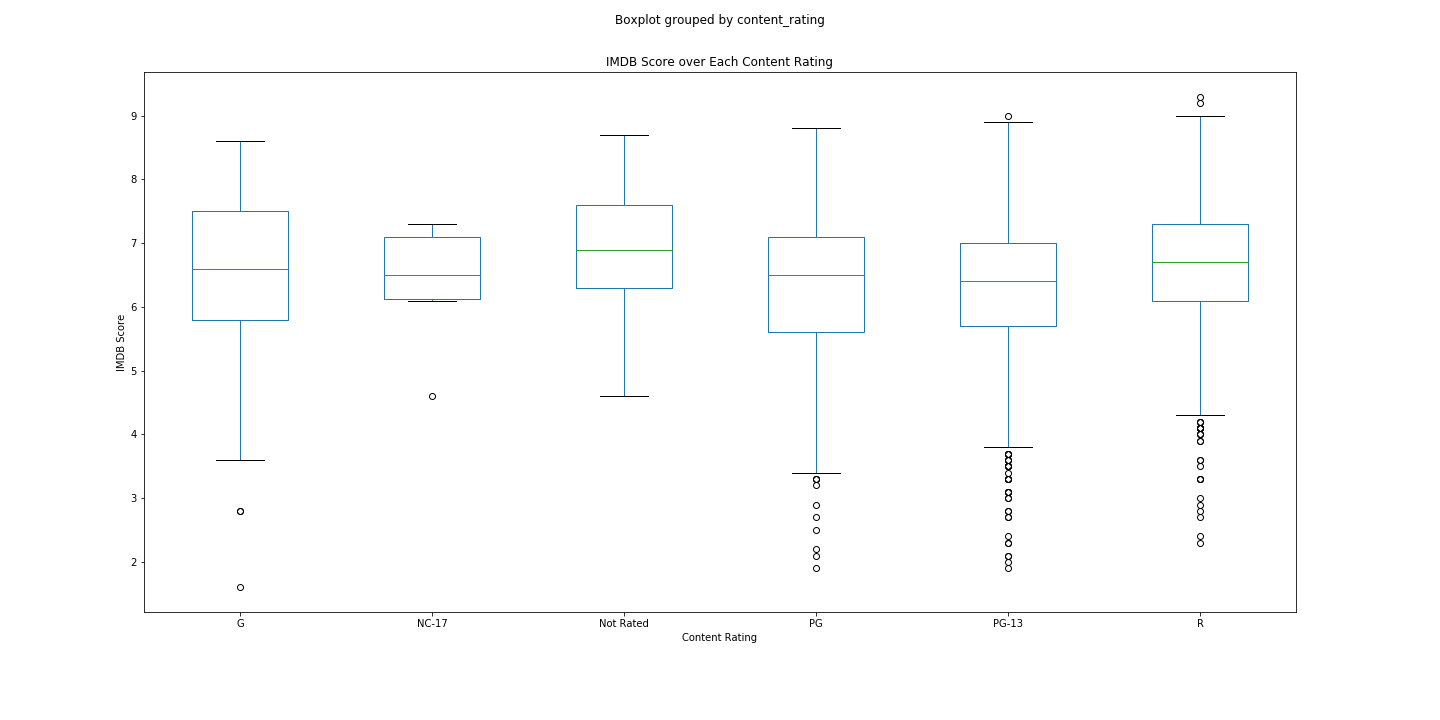 Boxplot grouped by content_rating
IMDB Score over Each Content Rating
9
8
7
6
5
4
3
2
IMDB Score
G NC-17 Not Rated PG PG-13 R
Content Rating